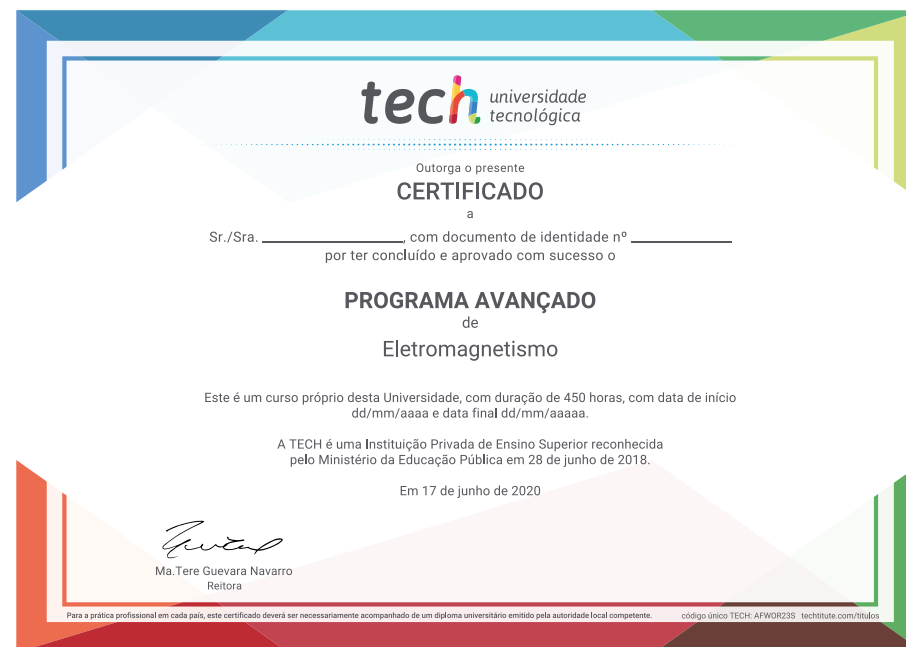 tech universidade
tecnológica
Outorga o presente
CERTIFICADO
a
Sr./Sra. ____________, com documento de identidade nº ____________
por ter concluído e aprovado com sucesso o
PROGRAMA AVANÇADO
de
Eletromagnetismo
Este é um curso próprio desta Universidade, com duração de 450 horas, com data de início
dd/mm/aaaa e data final dd/mm/aaaaa.
A TECH é uma Instituição Privada de Ensino Superior reconhecida
pelo Ministério da Educação Pública em 28 de junho de 2018.
Em 17 de junho de 2020
Ma.Tere Guevara Navarro
Reitora
Para a prática profissional em cada país, este certificado deverá ser necessariamente acompanhado de um diploma universitário emitido pela autoridade local competente. código único TECH: AFWOR23S techtitute.com/titulos